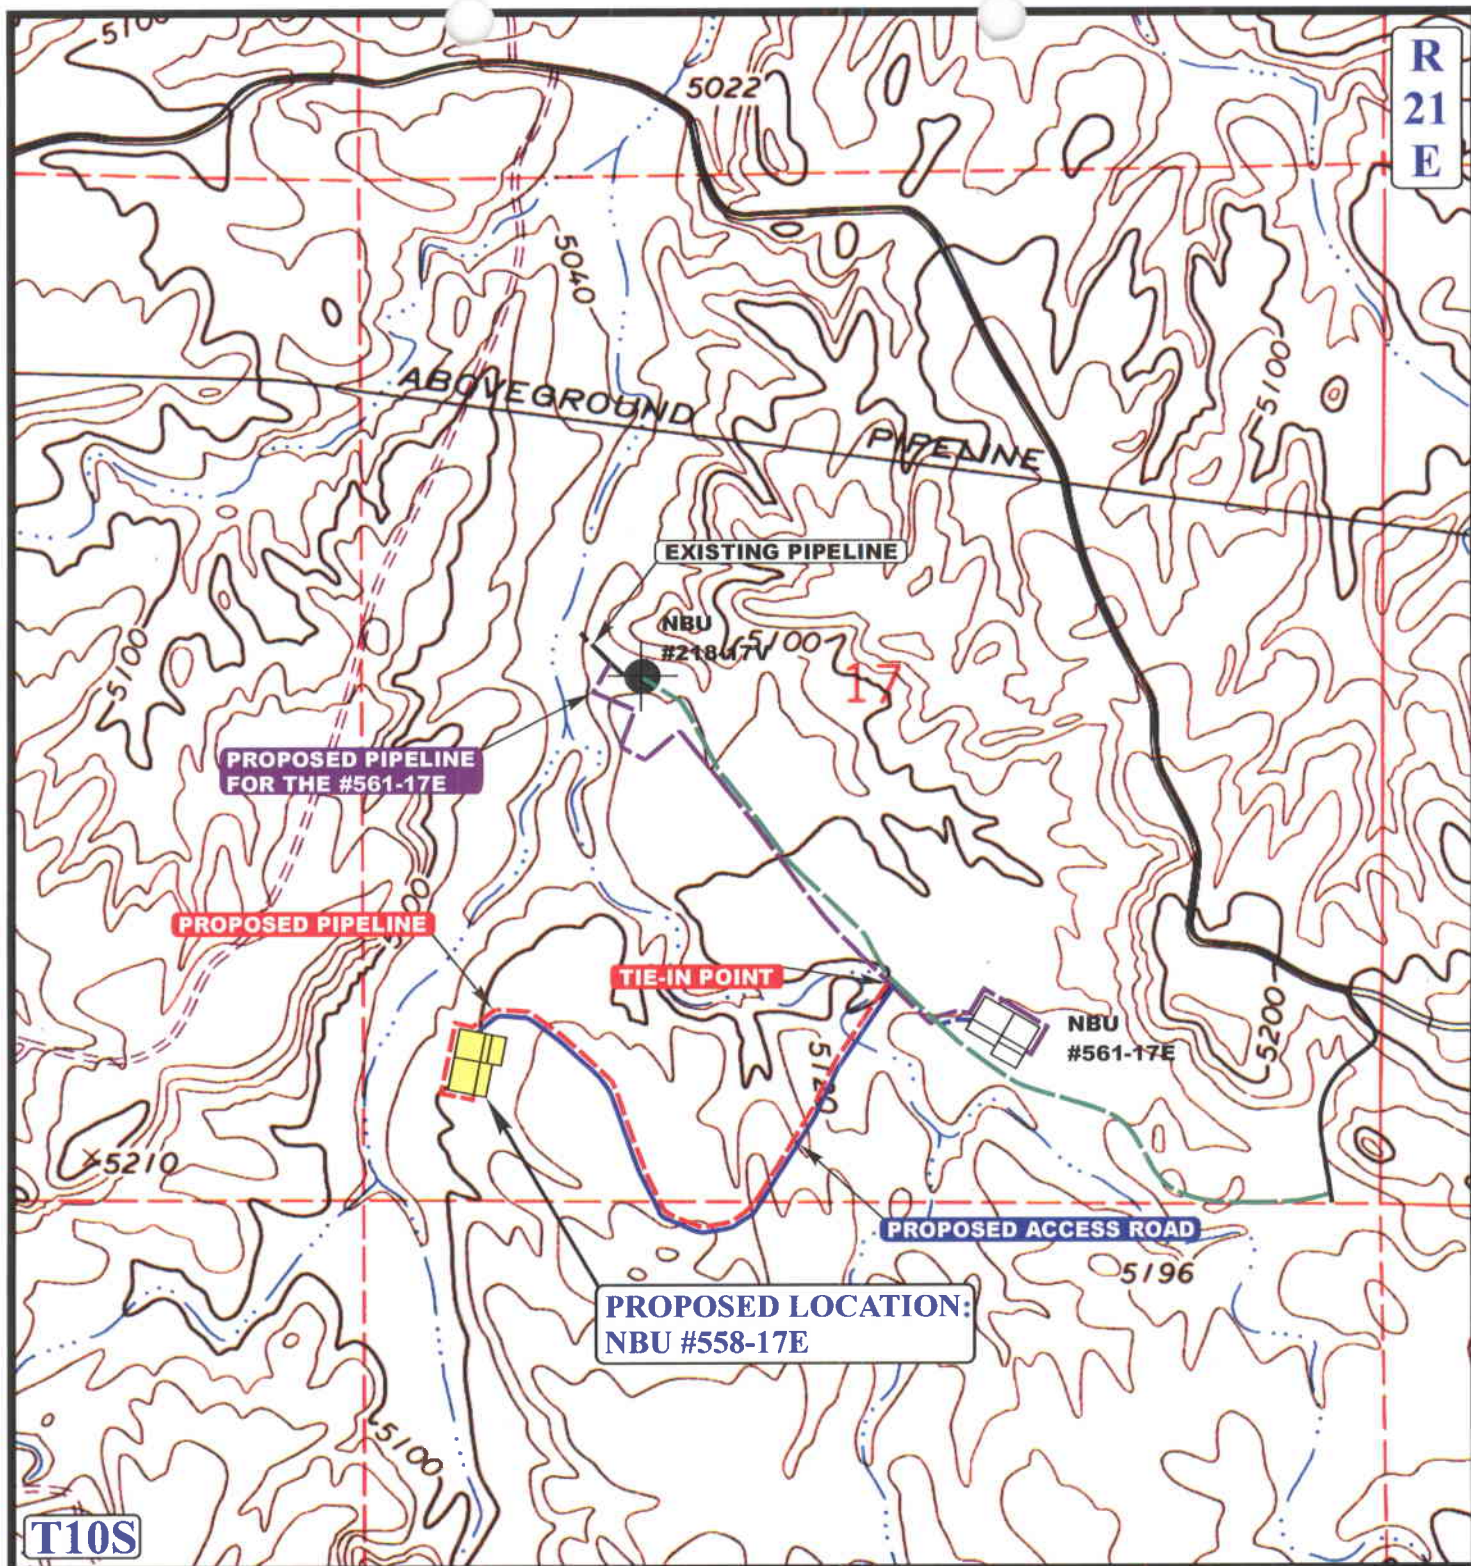 5100
5022
R
21
E
5040
ABOVEGROUND PIPELINE
5100
EXISTING PIPELINE
NBU
#218-17V
5100
17
5100
PROPOSED PIPELINE
FOR THE #561-17E
PROPOSED PIPELINE
TIE-IN POINT
NBU
#561-17E
5200
5120
5210
PROPOSED ACCESS ROAD
5196
PROPOSED LOCATION:
NBU #558-17E
5100
T10S